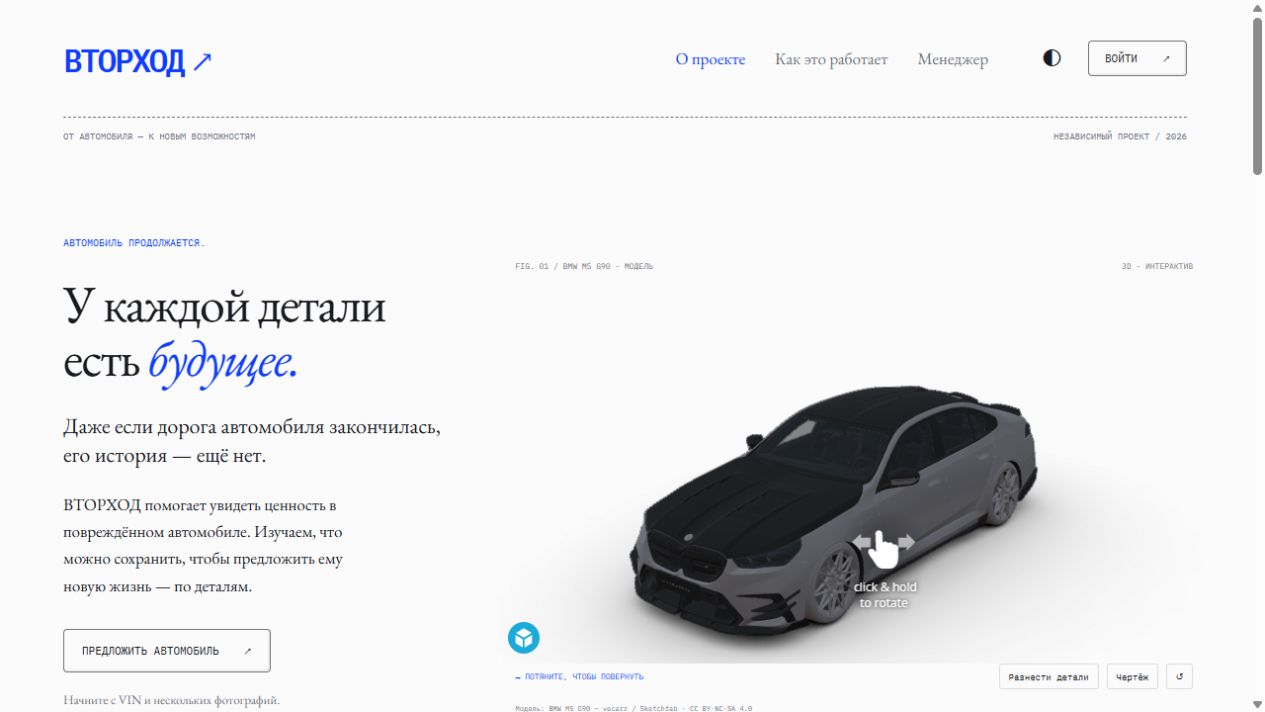 ВТОРХОД ↗
О проекте
Как это работает
Менеджер
ВОЙТИ ↗
ОТ АВТОМОБИЛЯ — К НОВЫМ ВОЗМОЖНОСТЯМ
НЕЗАВИСИМЫЙ ПРОЕКТ / 2026
АВТОМОБИЛЬ ПРОДОЛЖАЕТСЯ.
У каждой детали
есть будущее.
Даже если дорога автомобиля закончилась,
его история — ещё нет.
ВТОРХОД помогает увидеть ценность в
повреждённом автомобиле. Изучаем, что
можно сохранить, чтобы предложить ему
новую жизнь — по деталям.
ПРЕДЛОЖИТЬ АВТОМОБИЛЬ ↗
Начните с VIN и нескольких фотографий.
FIG. 01 / BMW M5 G90 · МОДЕЛЬ
3D · ИНТЕРАКТИВ
click & hold
to rotate
↔ ПОТЯНИТЕ, ЧТОБЫ ПОВЕРНУТЬ
Разнести детали
Чертёж
↺
Модель: BMW M5 G90 — vecarz / Sketchfab · CC BY-NC-SA 4.0